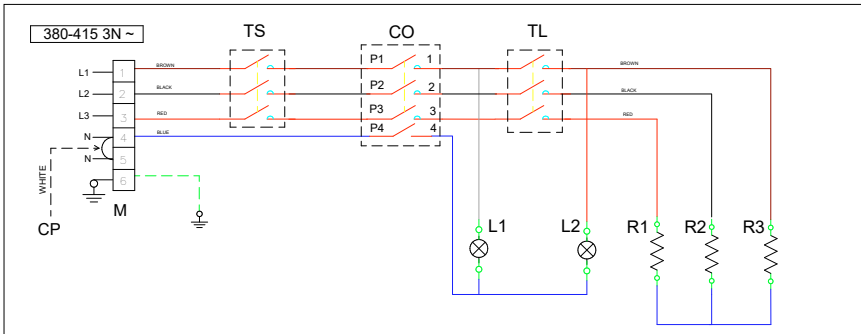 380-415 3N ~
TS
CO
TL
L1
1
BROWN
P1
1
BROWN
L2
2
BLACK
P2
2
BLACK
L3
3
RED
P3
3
RED
N
4
BLUE
P4
4
N
5
6
WHITE
CP
M
L1
L2
R1
R2
R3